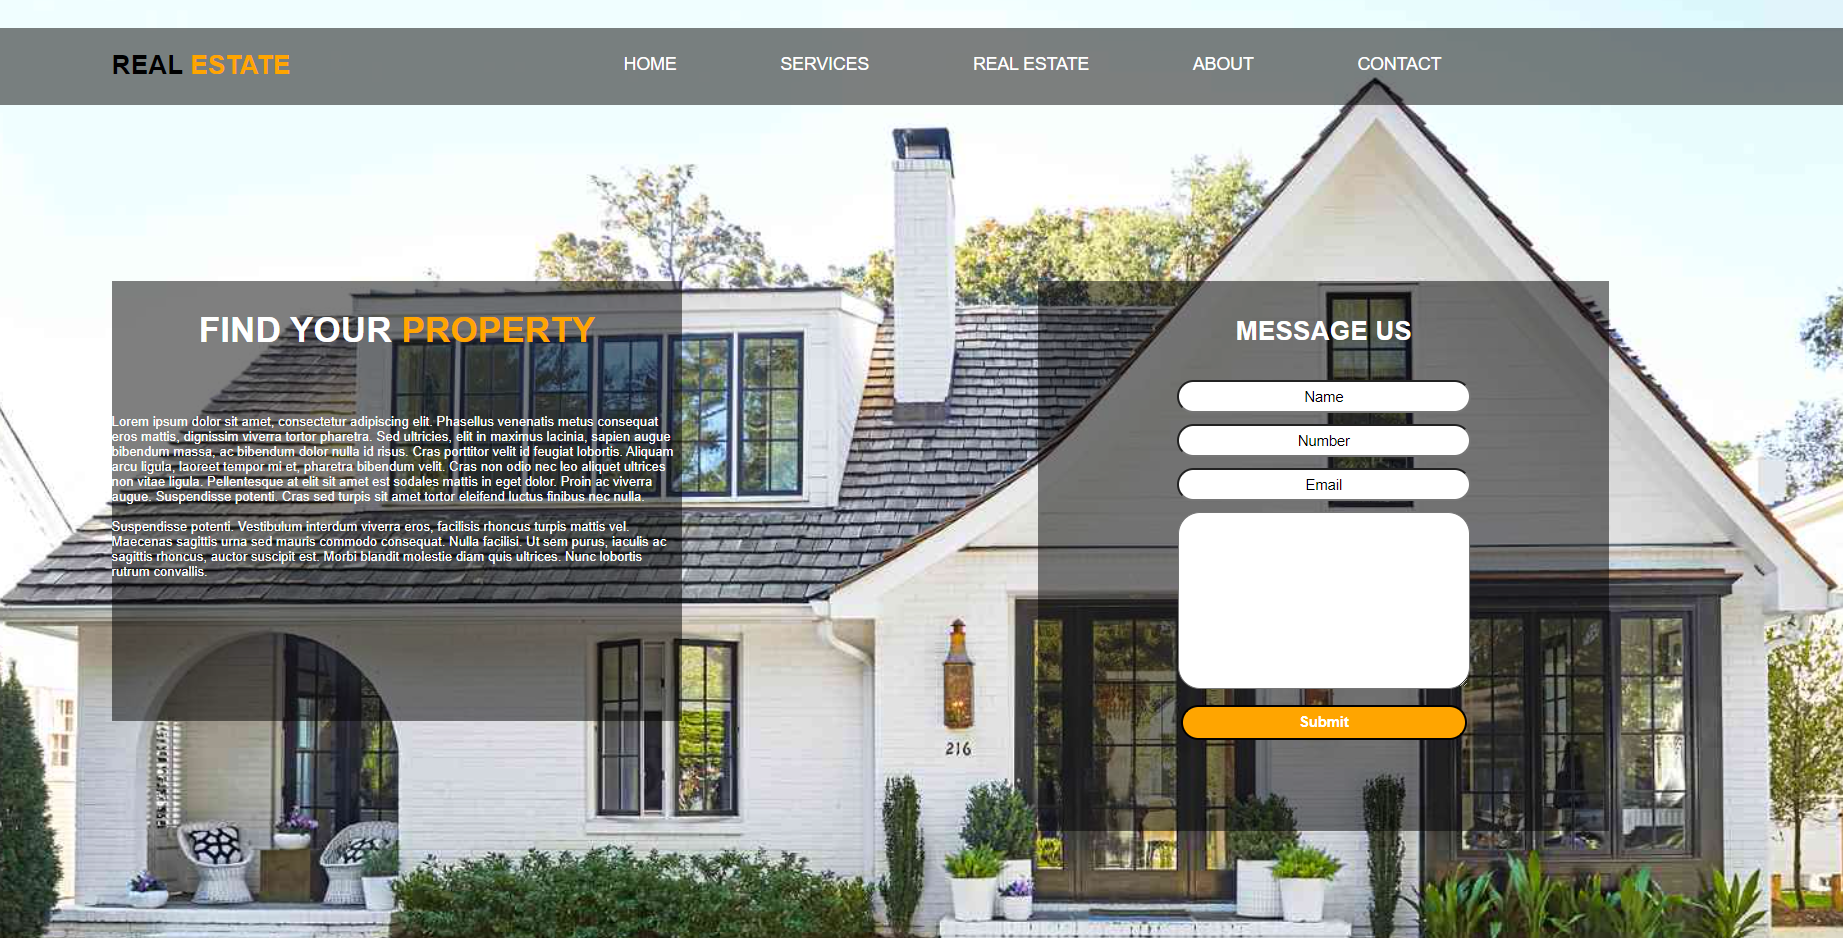 REAL ESTATE
HOME
SERVICES
REAL ESTATE
ABOUT
CONTACT
FIND YOUR PROPERTY
Lorem ipsum dolor sit amet, consectetur adipiscing elit. Phasellus venenatis metus consequat
eros mattis, dignissim viverra tortor pharetra. Sed ultricies, elit in maximus lacinia, sapien augue
bibendum massa, ac bibendum dolor nulla id risus. Cras porttitor velit id feugiat lobortis. Aliquam
arcu ligula, laoreet tempor mi et, pharetra bibendum velit. Cras non odio nec leo aliquet ultrices
non vitae ligula. Pellentesque at elit sit amet est sodales mattis in eget dolor. Proin ac viverra
augue. Suspendisse potenti. Cras sed turpis sit amet tortor eleifend luctus finibus nec nulla.
Suspendisse potenti. Vestibulum interdum viverra eros, facilisis rhoncus turpis mattis vel.
Maecenas sagittis urna sed mauris commodo consequat. Nulla facilisi. Ut sem purus, iaculis ac
sagittis rhoncus, auctor suscipit est. Morbi blandit molestie diam quis ultrices. Nunc lobortis
rutrum convallis.
MESSAGE US
Name
Number
Email
Submit
216